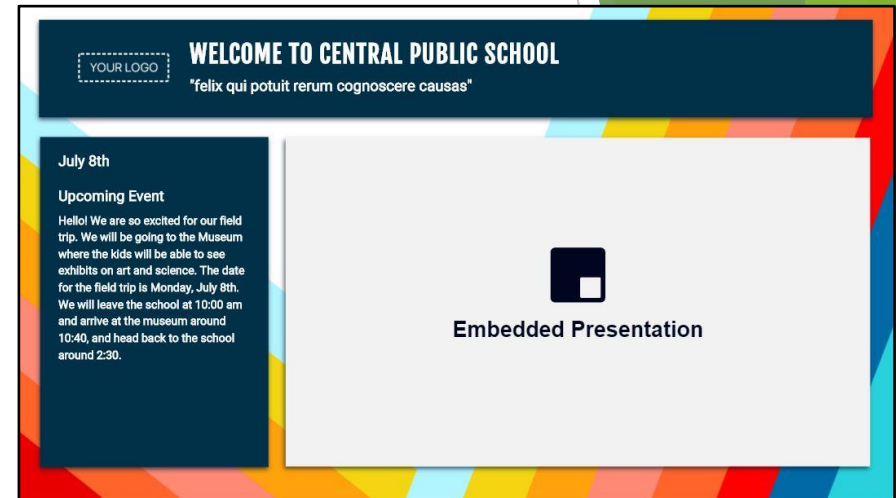 YOUR LOGO
WELCOME TO CENTRAL PUBLIC SCHOOL
"felix qui potuit rerum cognoscere causas"
July 8th
Upcoming Event
Hello! We are so excited for our field
trip. We will be going to the Museum
where the kids will be able to see
exhibits on art and science. The date
for the field trip is Monday, July 8th.
We will leave the school at 10:00 am
and arrive at the museum around
10:40, and head back to the school
around 2:30.
Embedded Presentation